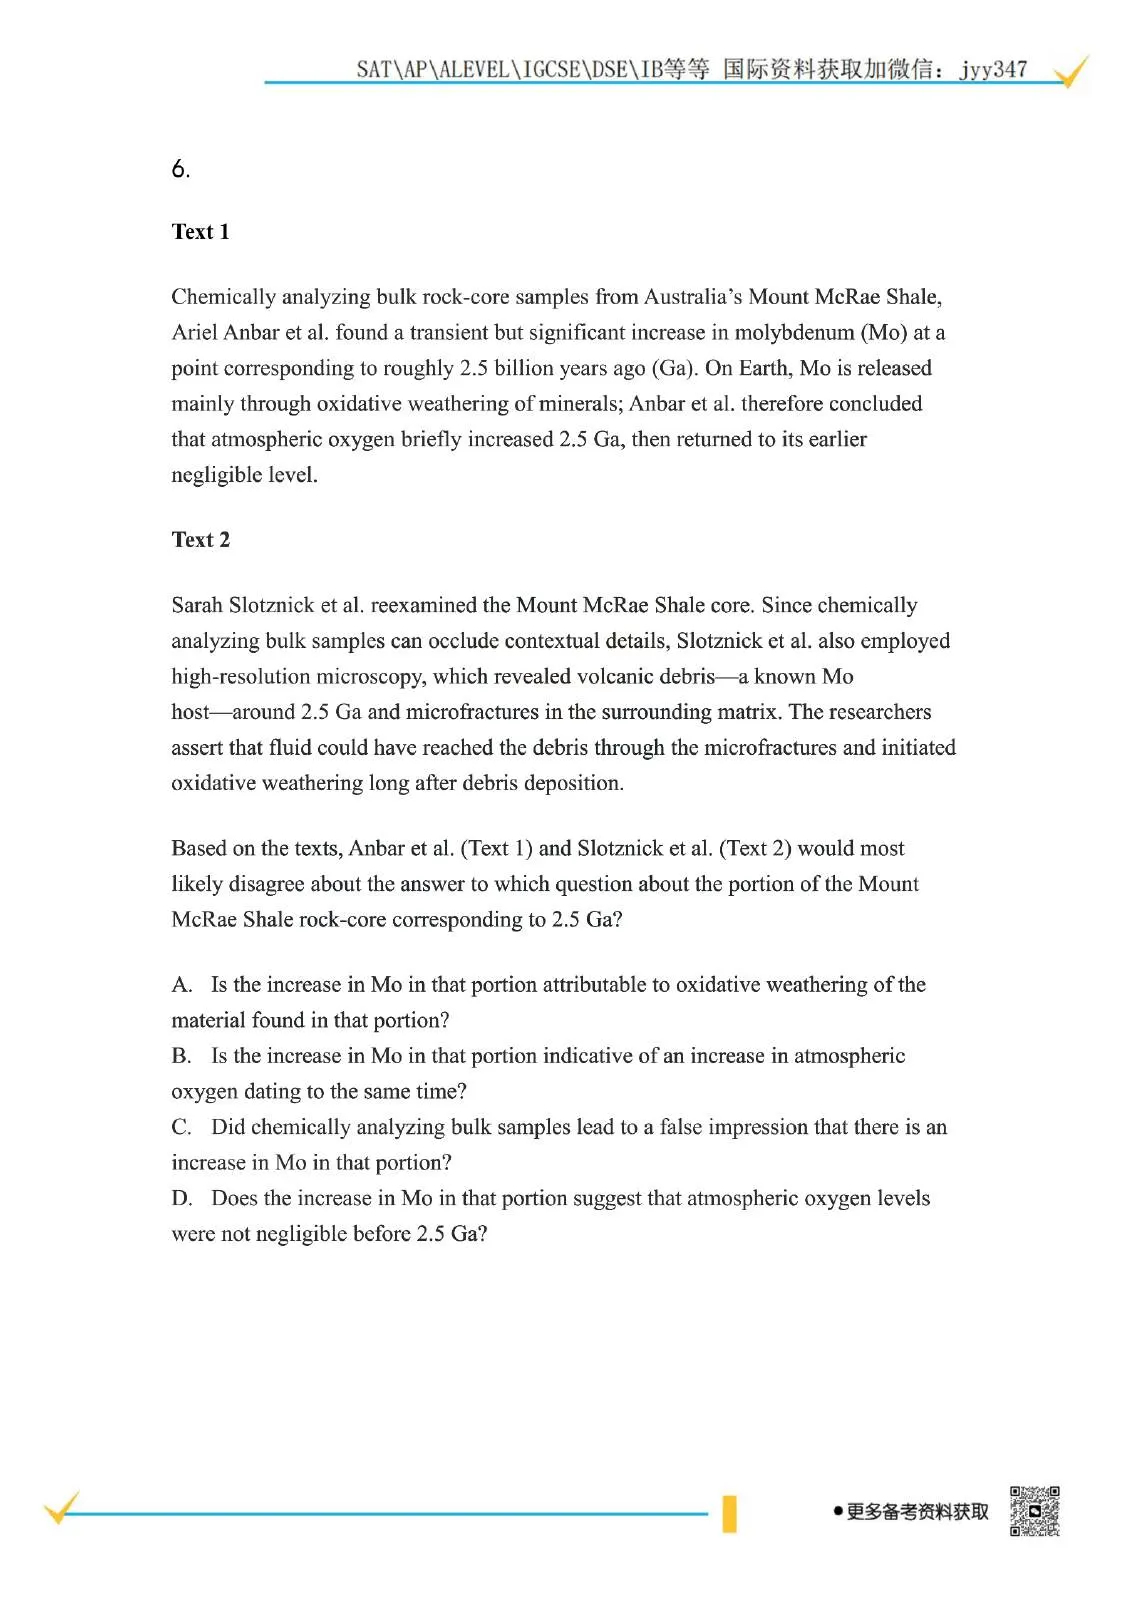 SAT\AP\ALEVEL\IGCSE\DSE\IB等等 国际资料获取加微信：jyy347
6.
Text 1
Chemically analyzing bulk rock-core samples from Australia’s Mount McRae Shale,
Ariel Anbar et al. found a transient but significant increase in molybdenum (Mo) at a
point corresponding to roughly 2.5 billion years ago (Ga). On Earth, Mo is released
mainly through oxidative weathering of minerals; Anbar et al. therefore concluded
that atmospheric oxygen briefly increased 2.5 Ga, then returned to its earlier
negligible level.
Text 2
Sarah Slotznick et al. reexamined the Mount McRae Shale core. Since chemically
analyzing bulk samples can occlude contextual details, Slotznick et al. also employed
high-resolution microscopy, which revealed volcanic debris—a known Mo
host—around 2.5 Ga and microfractures in the surrounding matrix. The researchers
assert that fluid could have reached the debris through the microfractures and initiated
oxidative weathering long after debris deposition.
Based on the texts, Anbar et al. (Text 1) and Slotznick et al. (Text 2) would most
likely disagree about the answer to which question about the portion of the Mount
McRae Shale rock-core corresponding to 2.5 Ga?
A. Is the increase in Mo in that portion attributable to oxidative weathering of the
material found in that portion?
B. Is the increase in Mo in that portion indicative of an increase in atmospheric
oxygen dating to the same time?
C. Did chemically analyzing bulk samples lead to a false impression that there is an
increase in Mo in that portion?
D. Does the increase in Mo in that portion suggest that atmospheric oxygen levels
were not negligible before 2.5 Ga?
●更多备考资料获取